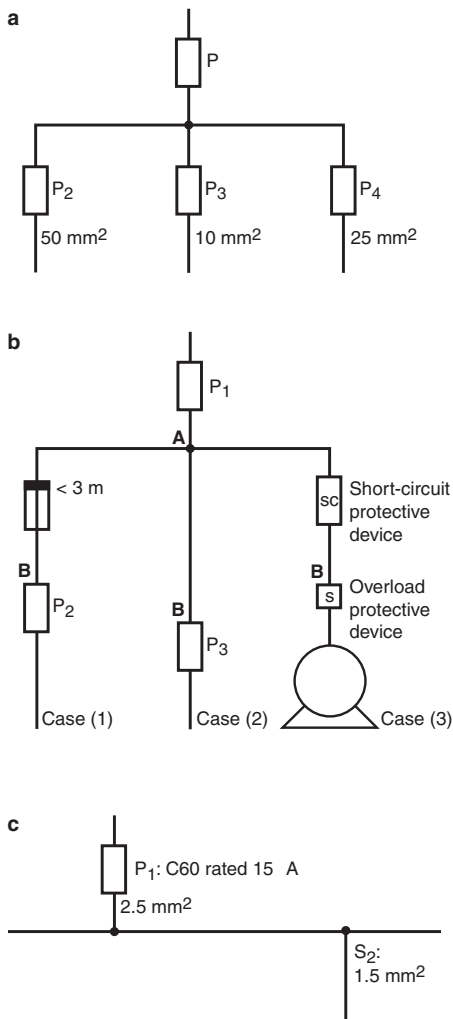 a
P
P2
P3
P4
50 mm2
10 mm2
25 mm2
b
P1
A
< 3 m
sc
Short-circuit
protective
device
B
B
B
s
Overload
protective
device
P2
P3
Case (1)
Case (2)
Case (3)
c
P1: C60 rated 15 A
2.5 mm2
S2:
1.5 mm2